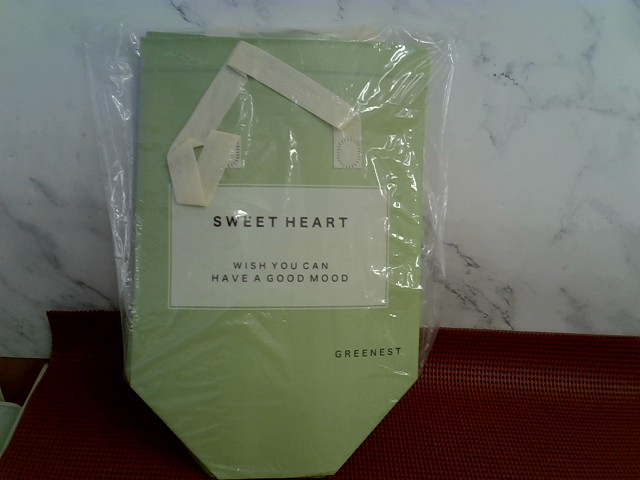 SWEET HEART
WISH YOU CAN
HAVE A GOOD MOOD
GREENEST